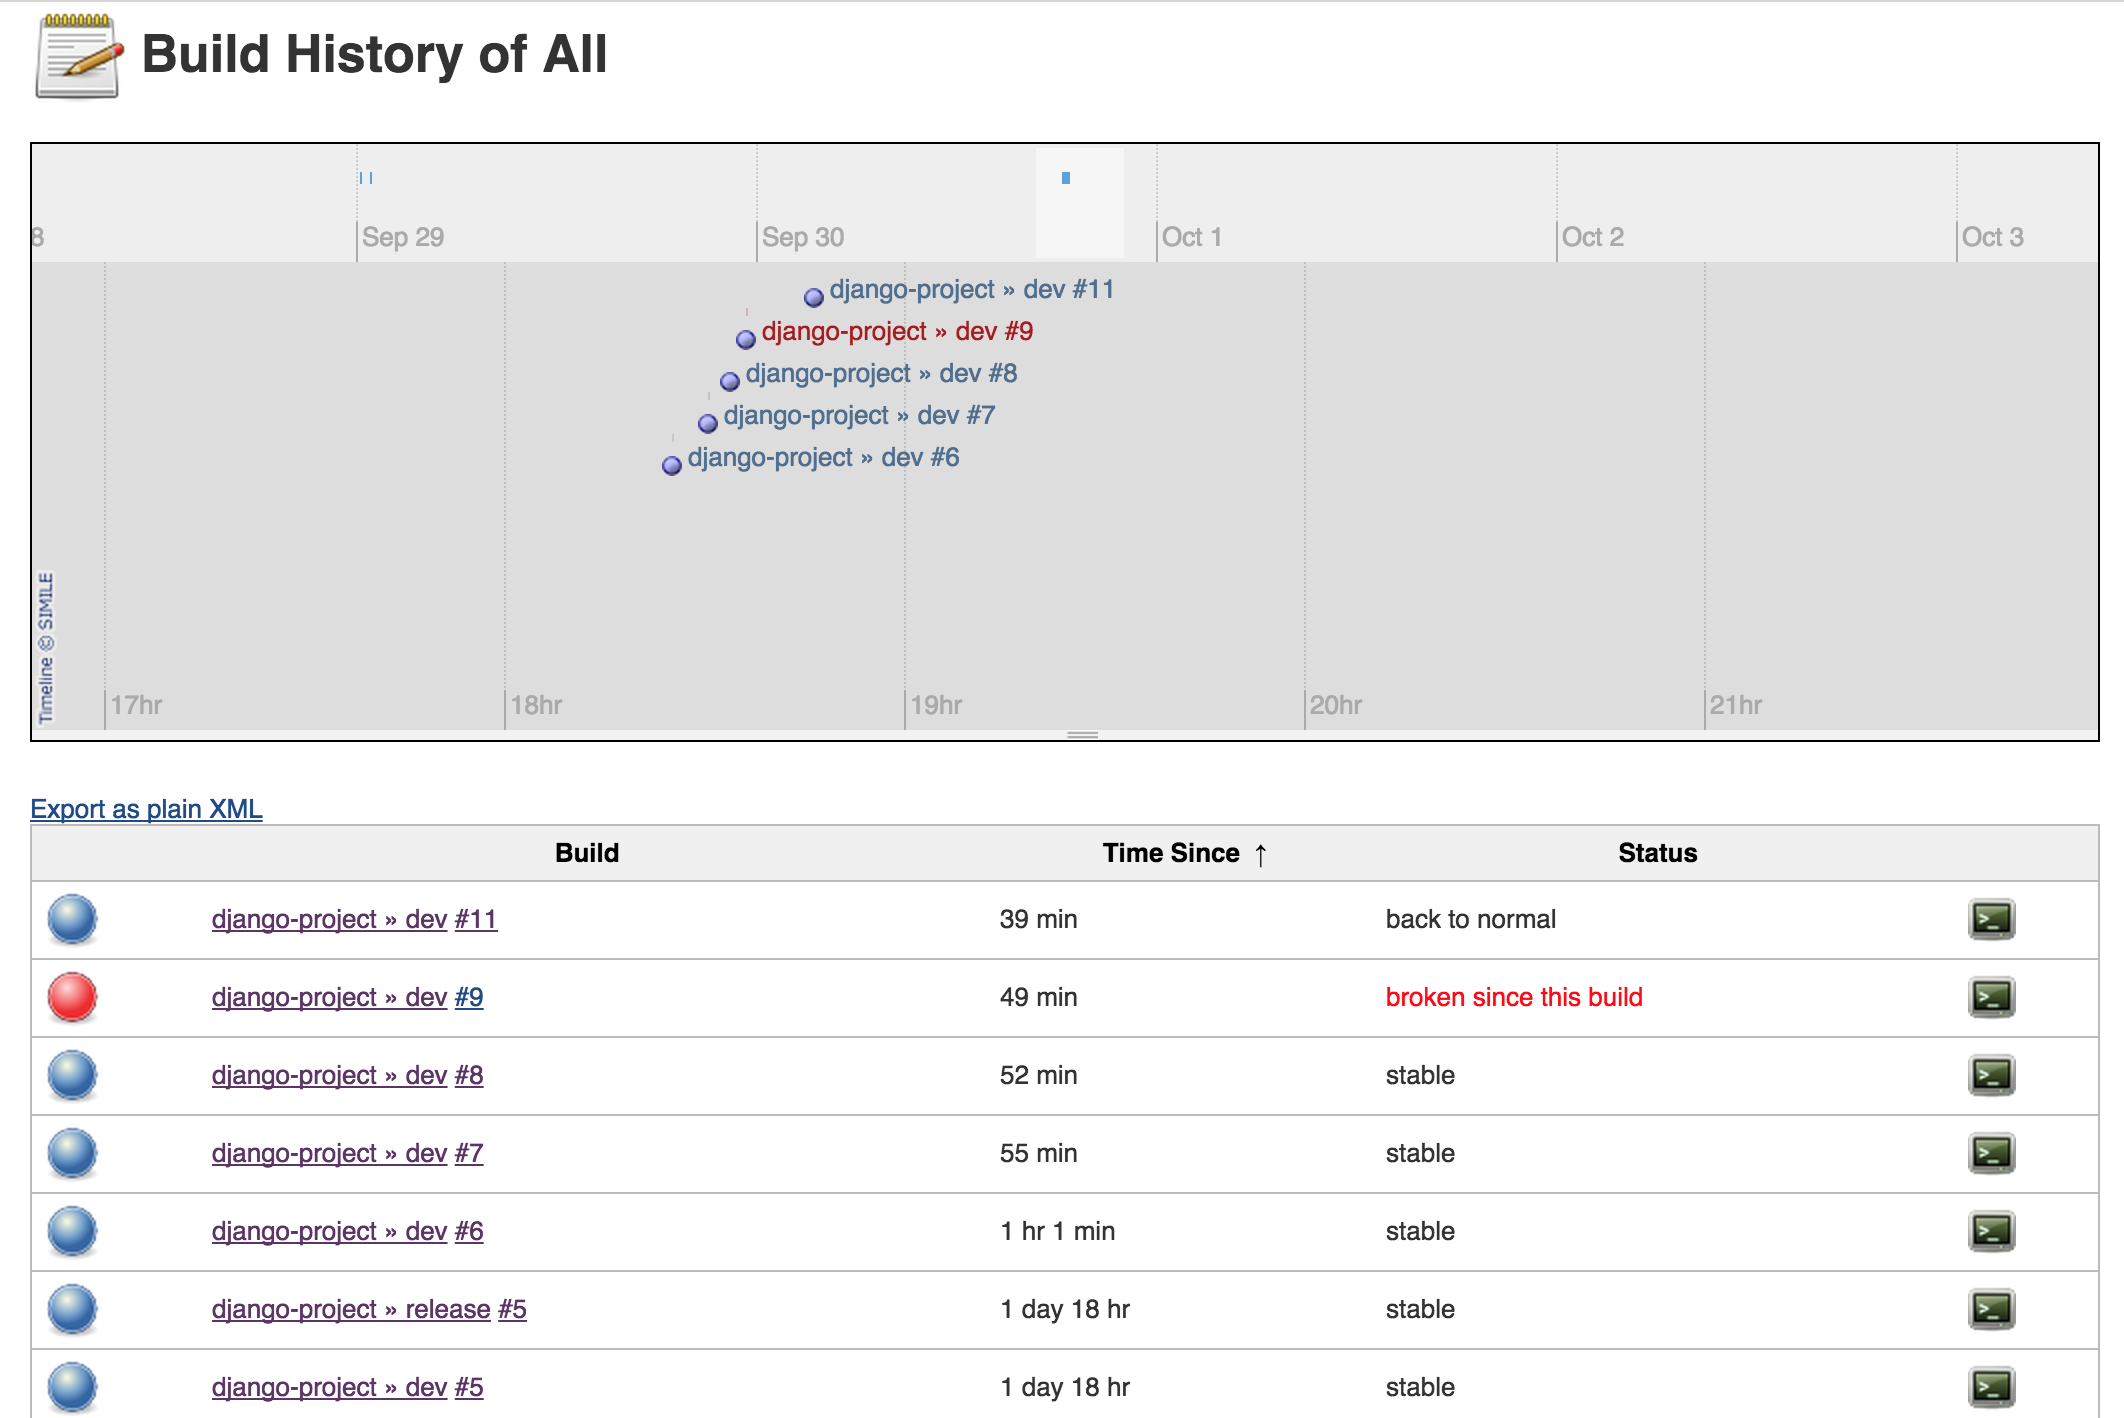 Build History of All
8
Sep 29
Sep 30
Oct 1
Oct 2
Oct 3
django-project » dev #11
django-project » dev #9
django-project » dev #8
django-project » dev #7
django-project » dev #6
Timeline © SIMILE
17hr
18hr
19hr
20hr
21hr
Export as plain XML
Build Time Since ↑ Status
django-project » dev #11 39 min back to normal
django-project » dev #9 49 min broken since this build
django-project » dev #8 52 min stable
django-project » dev #7 55 min stable
django-project » dev #6 1 hr 1 min stable
django-project » release #5 1 day 18 hr stable
django-project » dev #5 1 day 18 hr stable